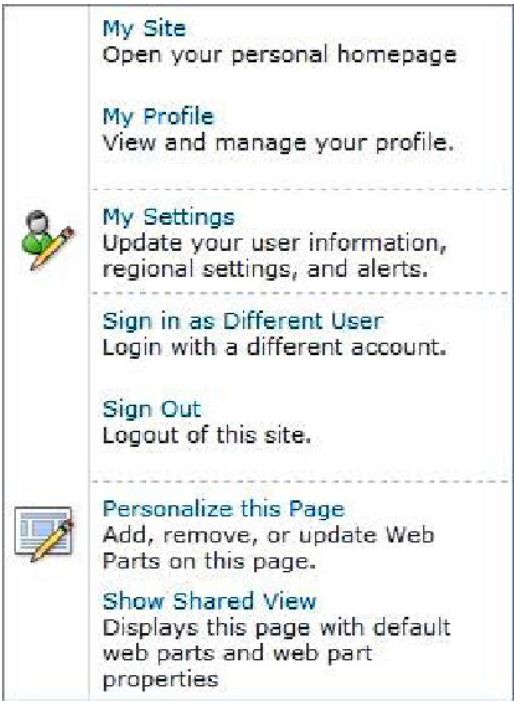 My Site
Open your personal homepage
My Profile
View and manage your profile.
My Settings
Update your user information,
regional settings, and alerts.
Sign in as Different User
Login with a different account.
Sign Out
Logout of this site.
Personalize this Page
Add, remove, or update Web
Parts on this page.
Show Shared View
Displays this page with default
web parts and web part
properties